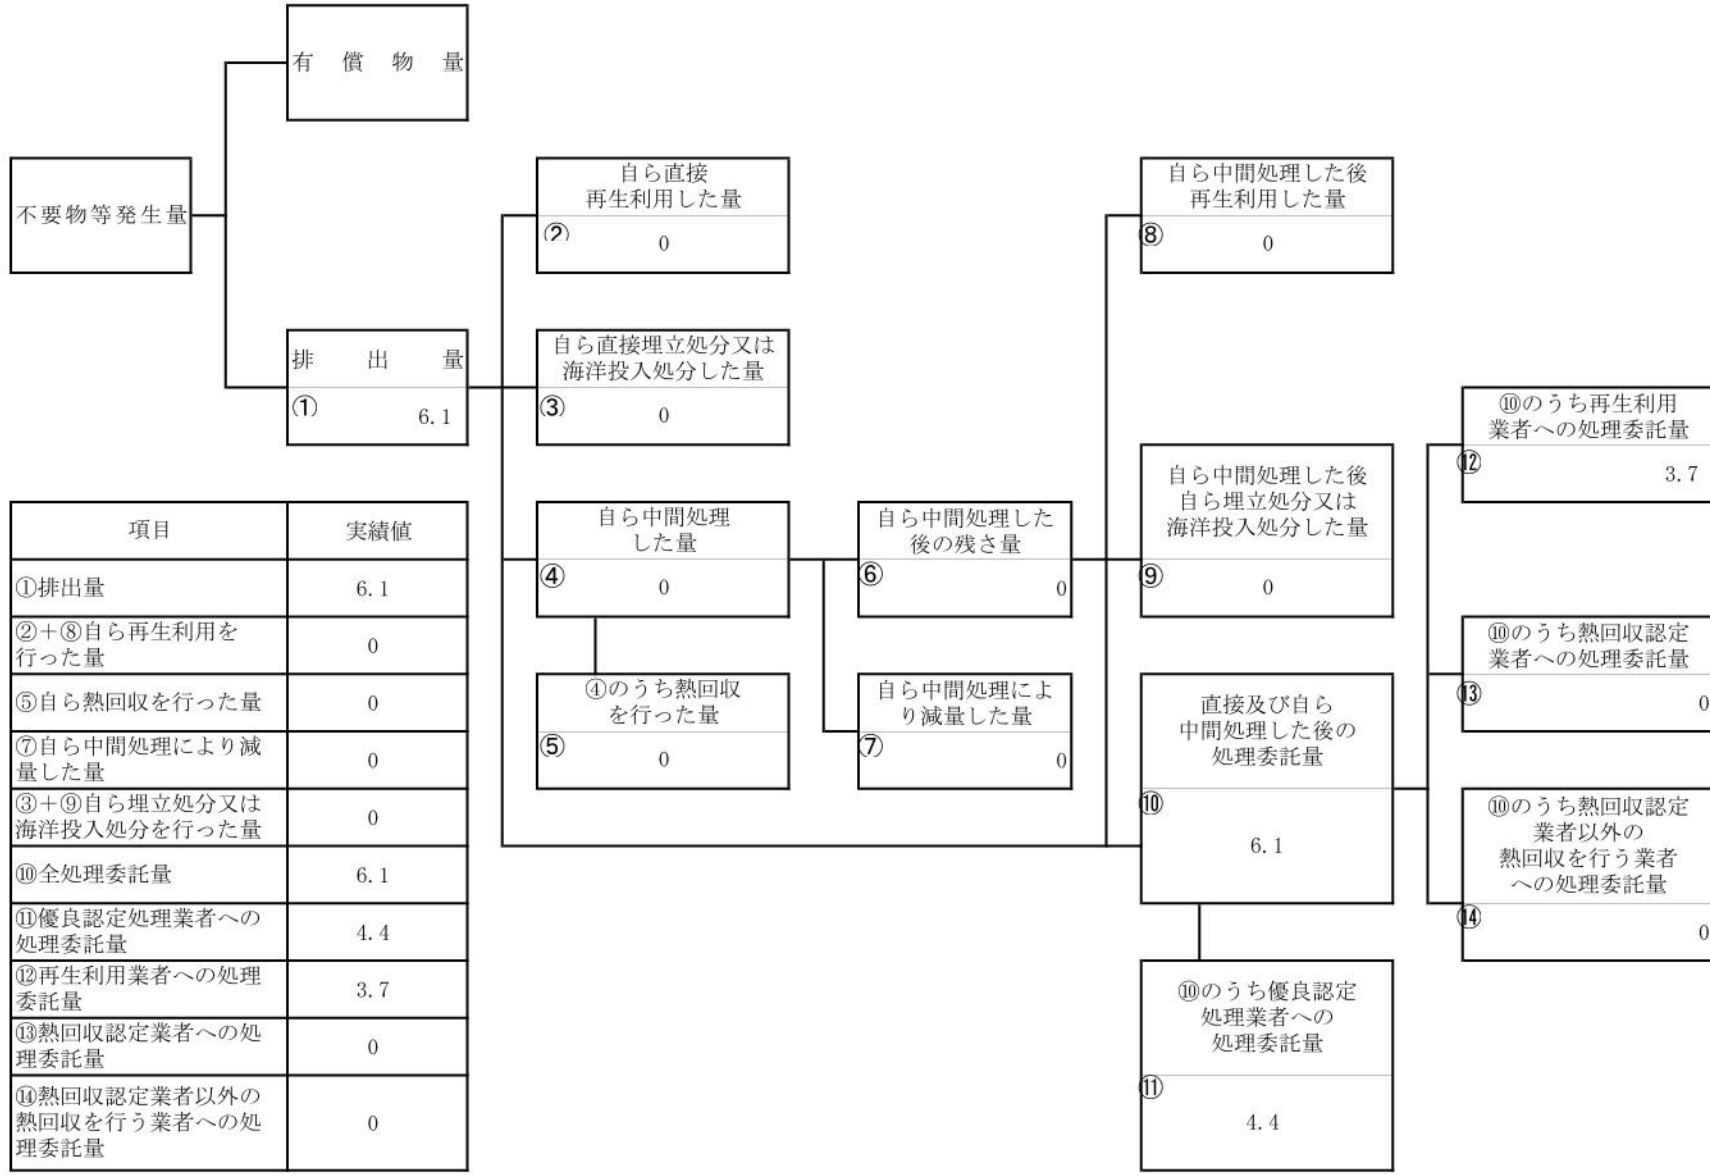 有償物量
不要物等発生量
排出量
①
6.1
自ら直接
再生利用した量
②
0
自ら直接埋立処分又は
海洋投入処分した量
③
0
自ら中間処理
した量
④
0
④のうち熱回収
を行った量
⑤
0
自ら中間処理した
後の残さ量
⑥
0
自ら中間処理によ
り減量した量
⑦
0
自ら中間処理した後
再生利用した量
⑧
0
自ら中間処理した後
自ら埋立処分又は
海洋投入処分した量
⑨
0
直接及び自ら
中間処理した後の
処理委託量
⑩
6.1
⑩のうち優良認定
処理業者への
処理委託量
⑪
4.4
⑩のうち再生利用
業者への処理委託量
⑫
3.7
⑩のうち熱回収認定
業者への処理委託量
⑬
0
⑩のうち熱回収認定
業者以外の
熱回収を行う業者
への処理委託量
⑭
0
項目 実績値
①排出量 6.1
②＋⑧自ら再生利用を
行った量 0
⑤自ら熱回収を行った量 0
⑦自ら中間処理により減
量した量 0
③＋⑨自ら埋立処分又は
海洋投入処分を行った量 0
⑩全処理委託量 6.1
⑪優良認定処理業者への
処理委託量 4.4
⑫再生利用業者への処理
委託量 3.7
⑬熱回収認定業者への処
理委託量 0
⑭熱回収認定業者以外の
熱回収を行う業者への処
理委託量 0